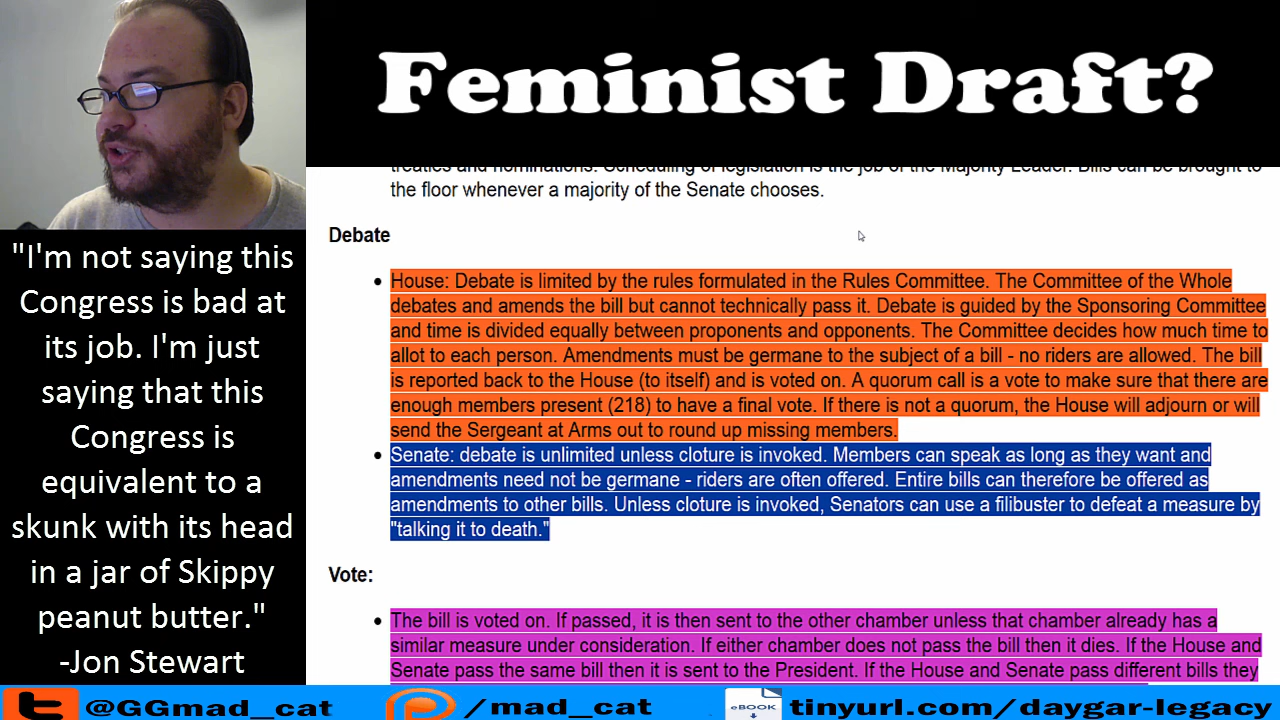 Feminist Draft?
treaties and nominations. Scheduling of legislation is the job of the Majority Leader. Bills can be brought to
the floor whenever a majority of the Senate chooses.
Debate
House: Debate is limited by the rules formulated in the Rules Committee. The Committee of the Whole
debates and amends the bill but cannot technically pass it. Debate is guided by the Sponsoring Committee
and time is divided equally between proponents and opponents. The Committee decides how much time to
allot to each person. Amendments must be germane to the subject of a bill - no riders are allowed. The bill
is reported back to the House (to itself) and is voted on. A quorum call is a vote to make sure that there are
enough members present (218) to have a final vote. If there is not a quorum, the House will adjourn or will
send the Sergeant at Arms out to round up missing members.
Senate: debate is unlimited unless cloture is invoked. Members can speak as long as they want and
amendments need not be germane - riders are often offered. Entire bills can therefore be offered as
amendments to other bills. Unless cloture is invoked, Senators can use a filibuster to defeat a measure by
"talking it to death."
Vote:
The bill is voted on. If passed, it is then sent to the other chamber unless that chamber already has a
similar measure under consideration. If either chamber does not pass the bill then it dies. If the House and
Senate pass the same bill then it is sent to the President. If the House and Senate pass different bills they
"I'm not saying this
Congress is bad at
its job. I'm just
saying that this
Congress is
equivalent to a
skunk with its head
in a jar of Skippy
peanut butter."
-Jon Stewart
@GGmad_cat
/mad_cat
eBOOK
tinyurl.com/daygar-legacy